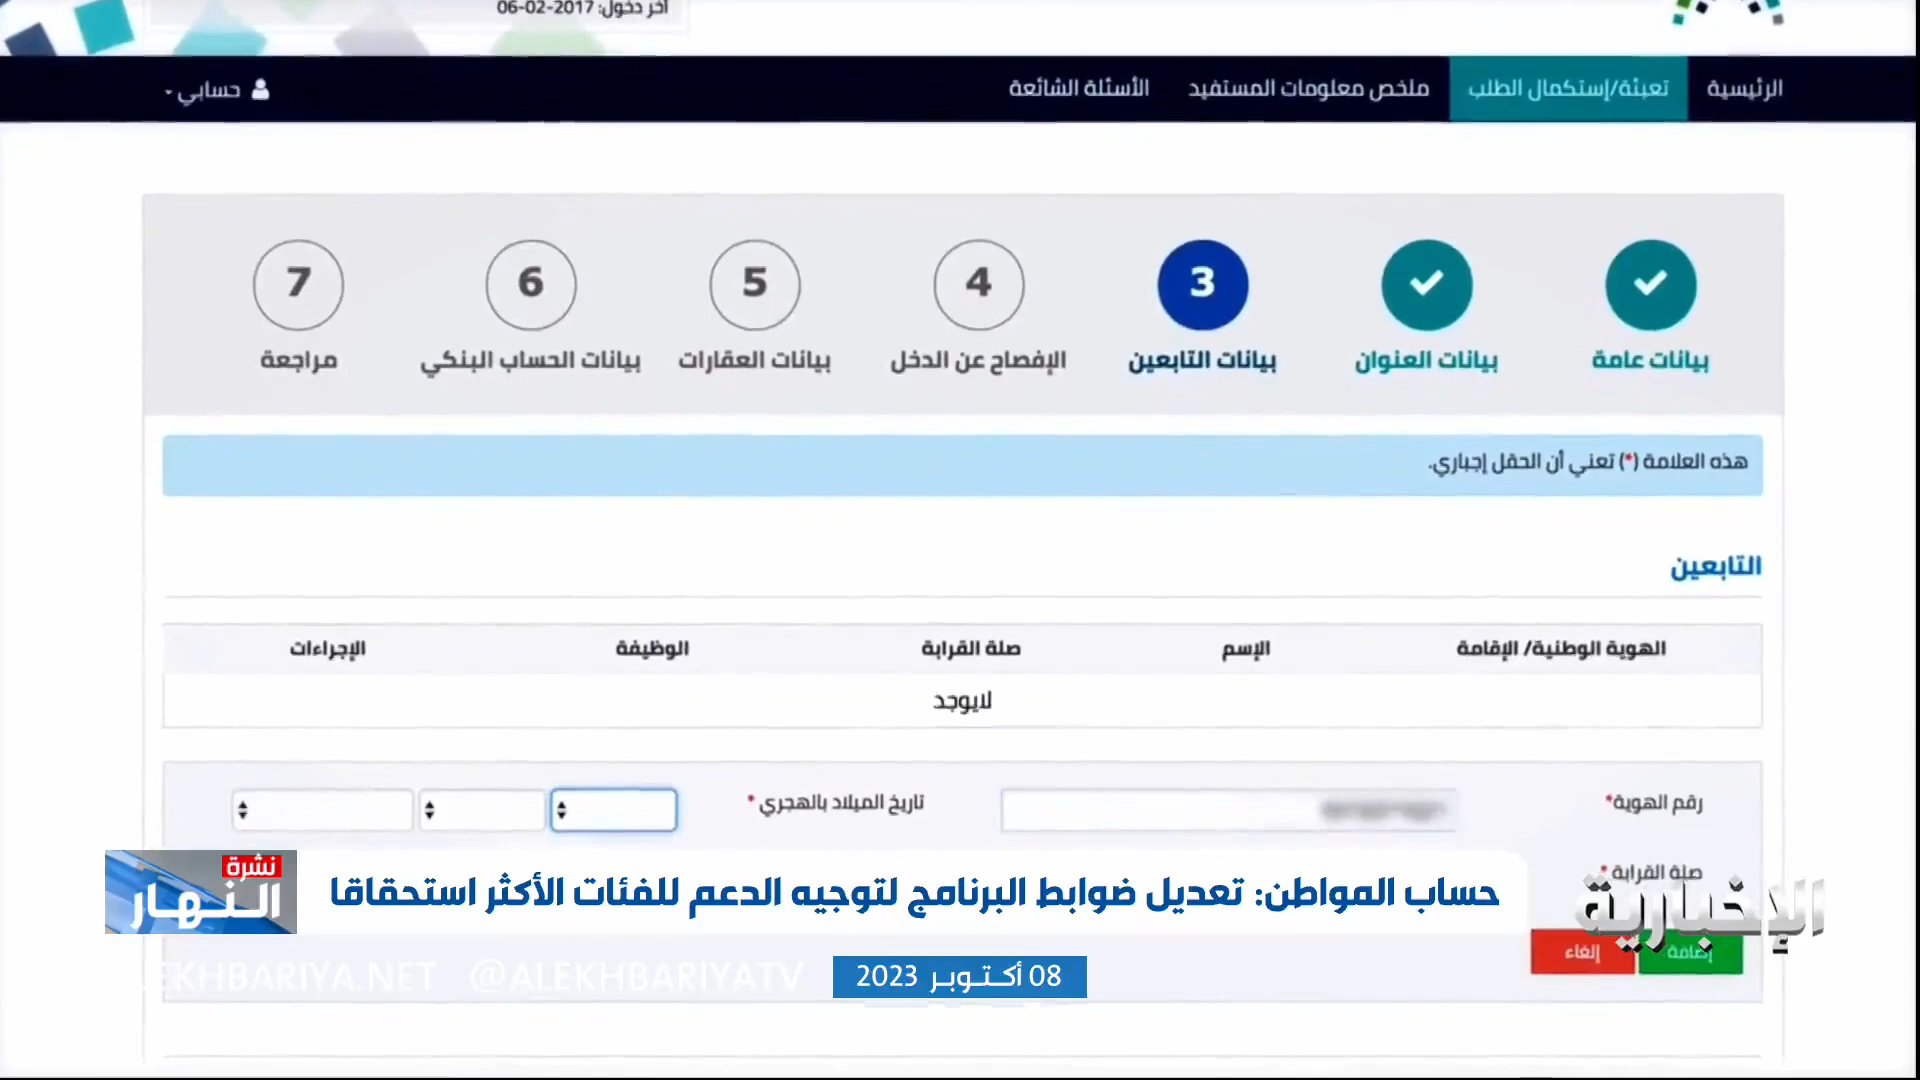 آخر دخول: 2017-02-06
الرئيسية
تعبئة/إستكمال الطلب
ملخص معلومات المستفيد
الأسئلة الشائعة
حسابي
3
4
5
6
7
بيانات عامة
بيانات العنوان
بيانات التابعين
الإفصاح عن الدخل
بيانات العقارات
بيانات الحساب البنكي
مراجعة
هذه العلامة (*) تعني أن الحقل إجباري.
التابعين
الهوية الوطنية/ الإقامة
الإسم
صلة القرابة
الوظيفة
الإجراءات
لايوجد
رقم الهوية*
تاريخ الميلاد بالهجري *
صلة القرابة *
الإخبارية
حساب المواطن: تعديل ضوابط البرنامج لتوجيه الدعم للفئات الأكثر استحقاقا
نشرة
النهار
إضافة
إلغاء
08 أكتوبر 2023
@ALEKHBARIYATV
EKHBARIYA.NET